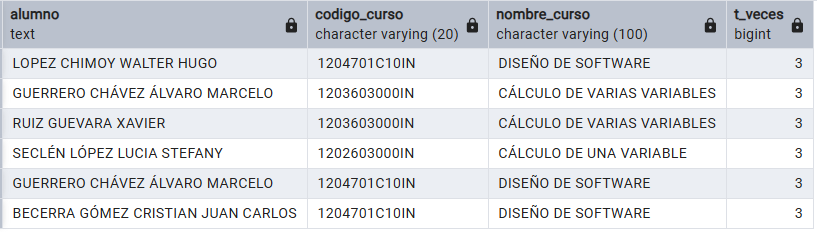 alumno codigo_curso nombre_curso t_veces
text character varying (20) character varying (100) bigint
LOPEZ CHIMOY WALTER HUGO 1204701C10IN DISEÑO DE SOFTWARE 3
GUERRERO CHÁVEZ ÁLVARO MARCELO 1203603000IN CÁLCULO DE VARIAS VARIABLES 3
RUIZ GUEVARA XAVIER 1203603000IN CÁLCULO DE VARIAS VARIABLES 3
SECLÉN LÓPEZ LUCIA STEFANY 1202603000IN CÁLCULO DE UNA VARIABLE 3
GUERRERO CHÁVEZ ÁLVARO MARCELO 1204701C10IN DISEÑO DE SOFTWARE 3
BECERRA GÓMEZ CRISTIAN JUAN CARLOS 1204701C10IN DISEÑO DE SOFTWARE 3